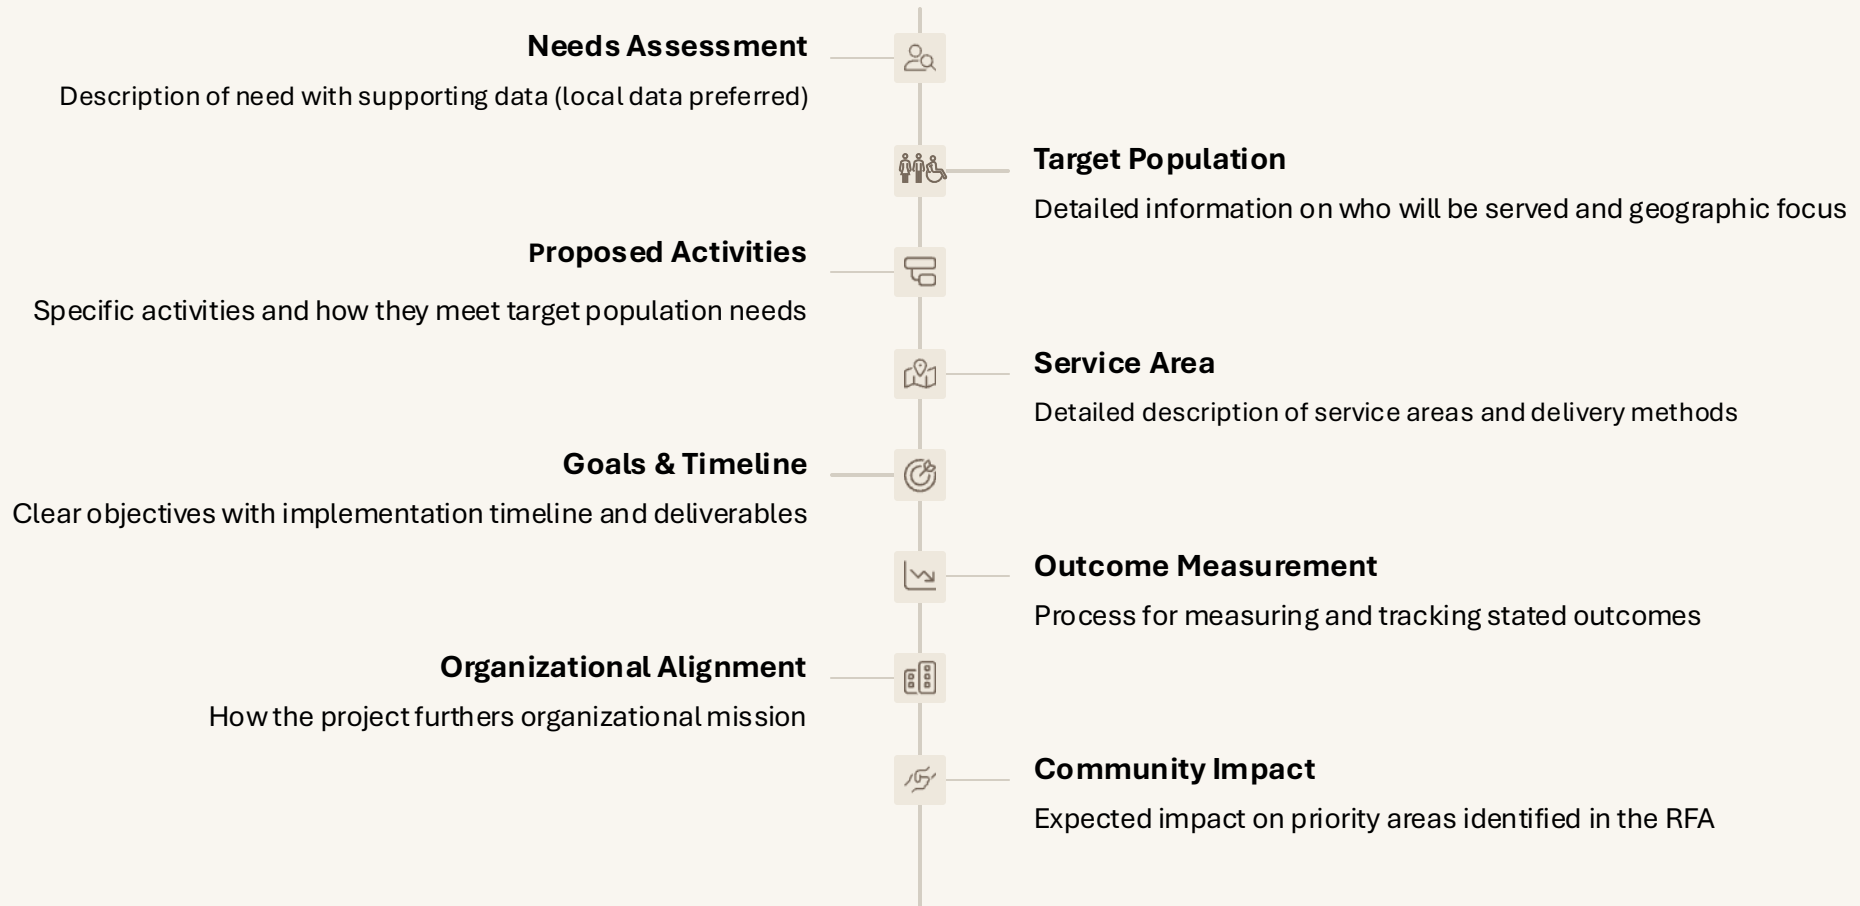 Needs Assessment
Description of need with supporting data (local data preferred)
Target Population
Detailed information on who will be served and geographic focus
Proposed Activities
Specific activities and how they meet target population needs
Service Area
Detailed description of service areas and delivery methods
Goals & Timeline
Clear objectives with implementation timeline and deliverables
Outcome Measurement
Process for measuring and tracking stated outcomes
Organizational Alignment
How the project furthers organizational mission
Community Impact
Expected impact on priority areas identified in the RFA